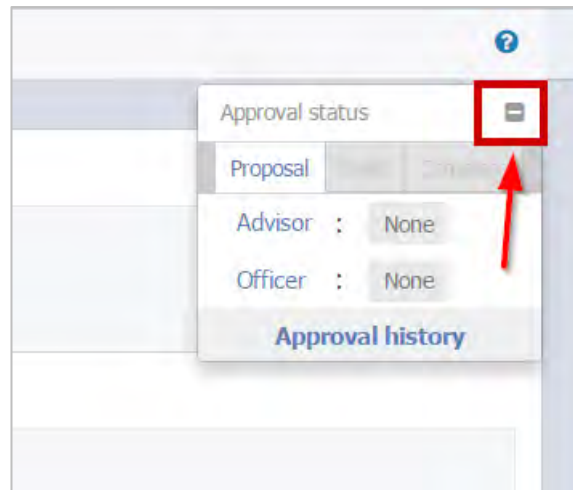 Approval status
Proposal
Advisor : None
Officer : None
Approval history